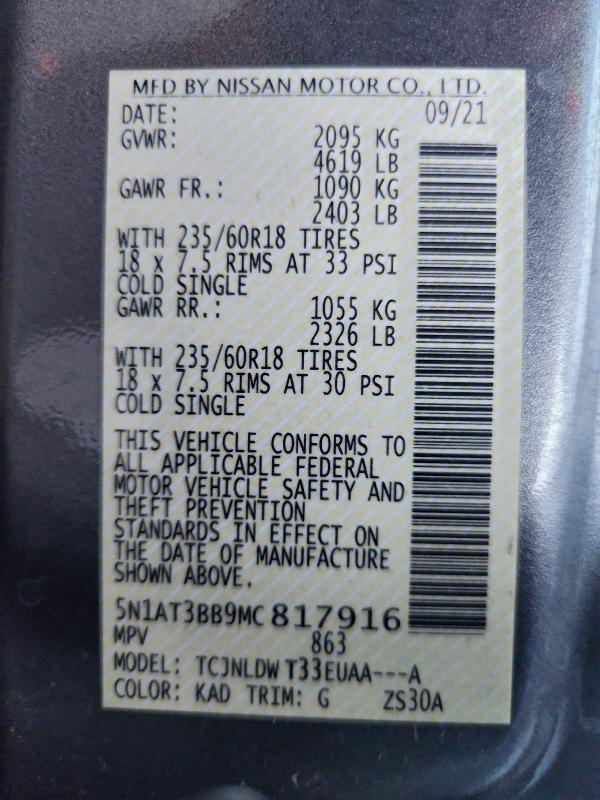 MFD BY NISSAN MOTOR CO., LTD.
DATE: 09/21
GVWR: 2095 KG
4619 LB
GAWR FR.: 1090 KG
2403 LB
WITH 235/60R18 TIRES
18 x 7.5 RIMS AT 33 PSI
COLD SINGLE
GAWR RR.: 1055 KG
2326 LB
WITH 235/60R18 TIRES
18 x 7.5 RIMS AT 30 PSI
COLD SINGLE
THIS VEHICLE CONFORMS TO
ALL APPLICABLE FEDERAL
MOTOR VEHICLE SAFETY AND
THEFT PREVENTION
STANDARDS IN EFFECT ON
THE DATE OF MANUFACTURE
SHOWN ABOVE.
5N1AT3BB9MC817916
MPV 863
MODEL: TCJNLDW T33EUAA---A
COLOR: KAD TRIM: G ZS30A